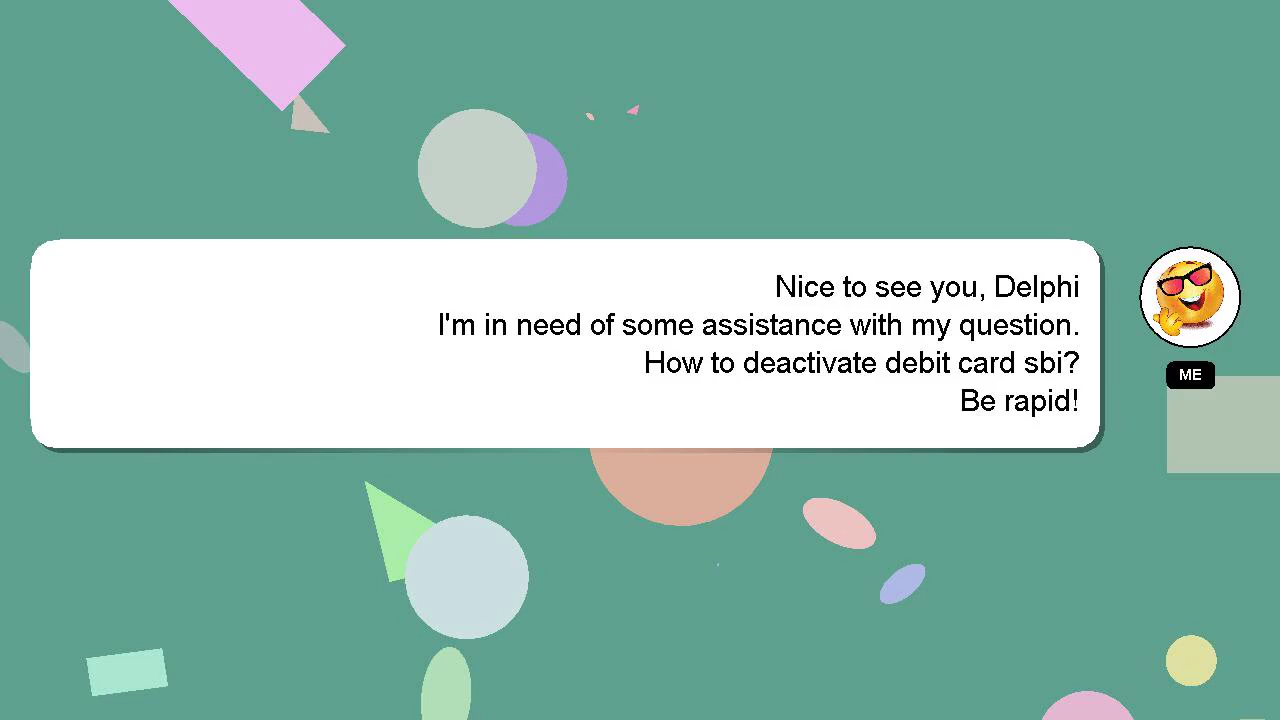 Nice to see you, Delphi
I'm in need of some assistance with my question.
How to deactivate debit card sbi?
Be rapid!
ME